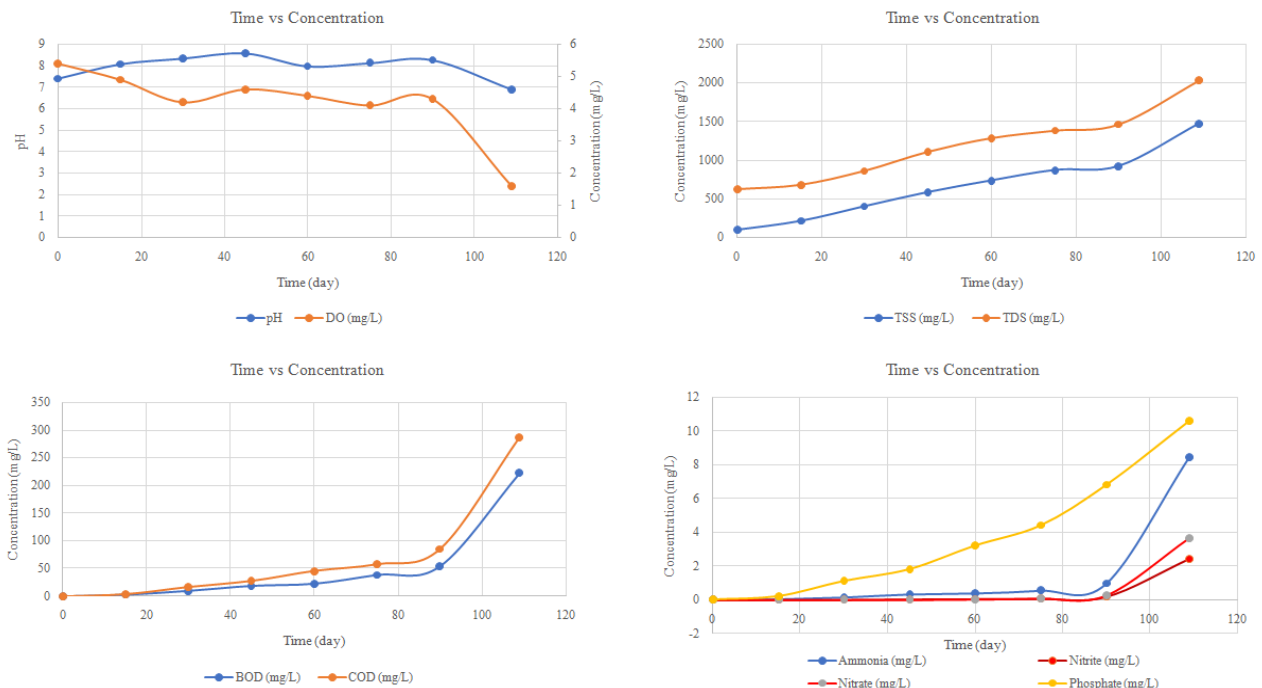 Time vs Concentration
9
8
7
6
5
4
3
2
1
0
pH
6
5
4
3
2
1
0
Concentration (mg/L)
0 20 40 60 80 100 120
Time (day)
pH DO (mg/L)
Time vs Concentration
2500
2000
1500
1000
500
0
Concentration (mg/L)
0 20 40 60 80 100 120
Time (day)
TSS (mg/L) TDS (mg/L)
Time vs Concentration
350
300
250
200
150
100
50
0
Concentration (mg/L)
0 20 40 60 80 100 120
Time (day)
BOD (mg/L) COD (mg/L)
Time vs Concentration
12
10
8
6
4
2
0
-2
Concentration (mg/L)
0 20 40 60 80 100 120
Time (day)
Ammonia (mg/L) Nitrite (mg/L)
Nitrate (mg/L) Phosphate (mg/L)